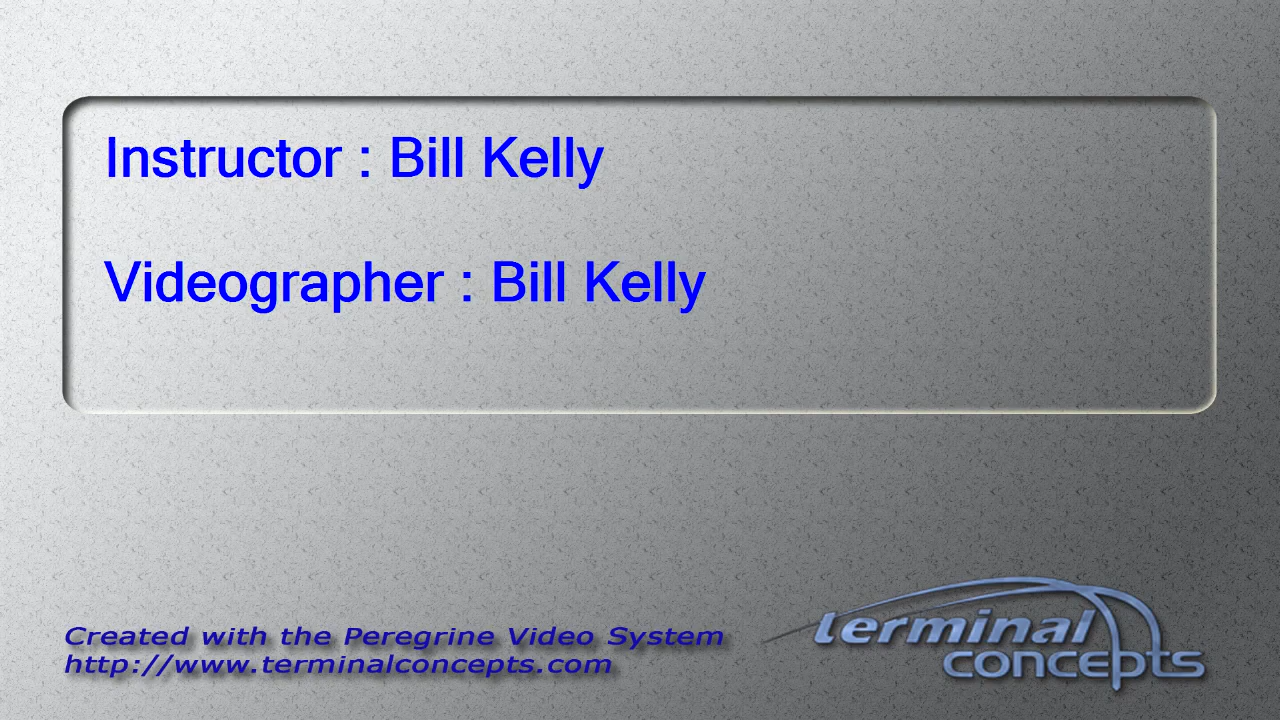 Instructor : Bill Kelly
Videographer : Bill Kelly
Created with the Peregrine Video System
http://www.terminalconcepts.com
terminal
concepts